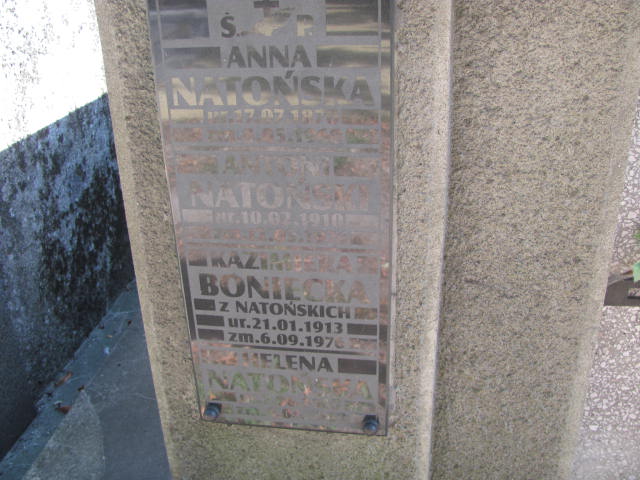 Ś. P.
ANNA
NATOŃSKA
ANTONI
NATOŃSKI
ur.10.07.1910
KAZIMIERA
BONIECKA
z NATOŃSKICH
ur.21.01.1913
zm.6.09.1976
HELENA
NATOŃSKA